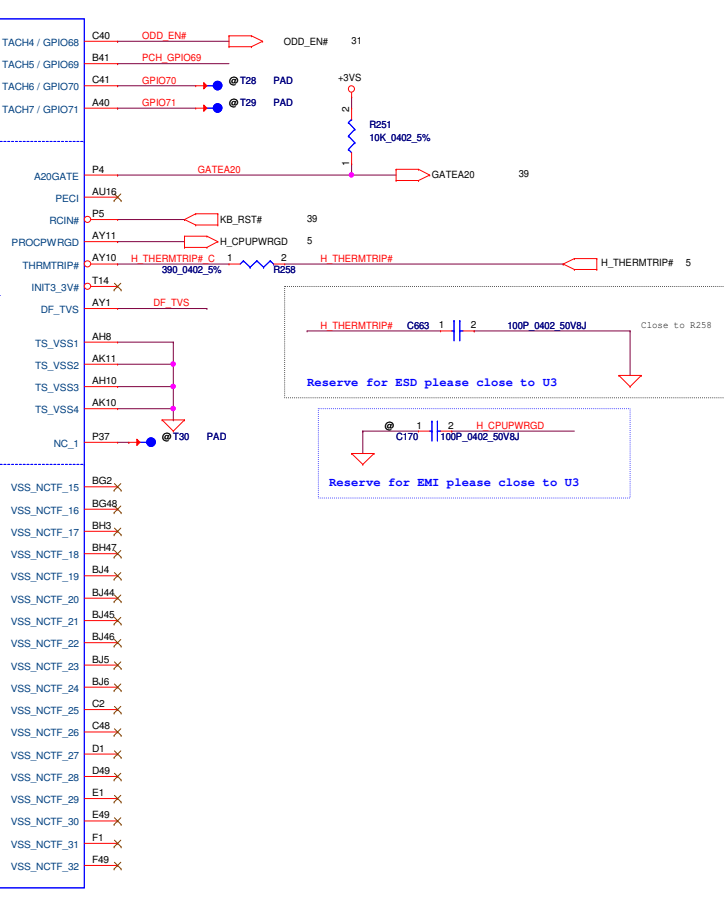 TACH4 / GPIO68 C40 ODD_EN# ODD_EN# 31
TACH5 / GPIO69 B41 PCH_GPIO69
TACH6 / GPIO70 C41 GPIO70 @ T28 PAD
TACH7 / GPIO71 A40 GPIO71 @ T29 PAD
+3VS
2
R251
10K_0402_5%
1
A20GATE P4 GATEA20 GATEA20 39
PECI AU16
RCIN# P5 KB_RST# 39
PROCPWRGD AY11 H_CPUPWRGD 5
THRMTRIP# AY10 H_THERMTRIP#_C 1 2 H_THERMTRIP# H_THERMTRIP# 5
390_0402_5% R258
INIT3_3V# T14
DF_TVS AY1 DF_TVS
H_THERMTRIP# C663 1 2 100P_0402_50V8J Close to R258
Reserve for ESD please close to U3
TS_VSS1 AH8
TS_VSS2 AK11
TS_VSS3 AH10
TS_VSS4 AK10
@ 1 2 H_CPUPWRGD
C170 100P_0402_50V8J
Reserve for EMI please close to U3
NC_1 P37 @ T30 PAD
VSS_NCTF_15 BG2
VSS_NCTF_16 BG48
VSS_NCTF_17 BH3
VSS_NCTF_18 BH47
VSS_NCTF_19 BJ4
VSS_NCTF_20 BJ44
VSS_NCTF_21 BJ45
VSS_NCTF_22 BJ46
VSS_NCTF_23 BJ5
VSS_NCTF_24 BJ6
VSS_NCTF_25 C2
VSS_NCTF_26 C48
VSS_NCTF_27 D1
VSS_NCTF_28 D49
VSS_NCTF_29 E1
VSS_NCTF_30 E49
VSS_NCTF_31 F1
VSS_NCTF_32 F49